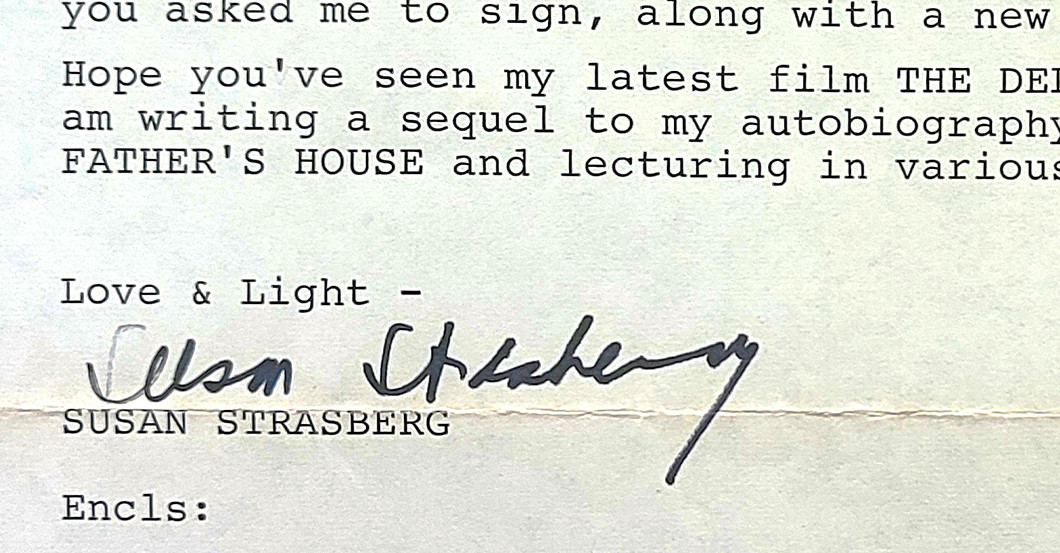 you asked me to sign, along with a new
Hope you've seen my latest film THE DEL
am writing a sequel to my autobiography
FATHER'S HOUSE and lecturing in various
Love & Light -
Susan Strasberg
SUSAN STRASBERG
Encls: